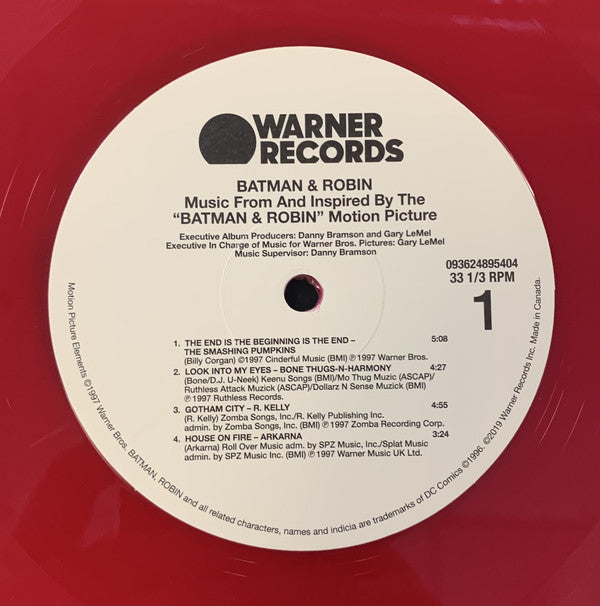 WARNER
RECORDS
BATMAN & ROBIN
Music From And Inspired By The
“BATMAN & ROBIN” Motion Picture
Executive Album Producers: Danny Bramson and Gary LeMel
Executive In Charge of Music for Warner Bros. Pictures: Gary LeMel
Music Supervisor: Danny Bramson
093624895404
33 1/3 RPM
1
1. THE END IS THE BEGINNING IS THE END – 5:08
THE SMASHING PUMPKINS
(Billy Corgan) ©1997 Cinderful Music (BMI) ℗1997 Warner Bros.
2. LOOK INTO MY EYES – BONE THUGS-N-HARMONY 4:27
(Bone/D.J. U-Neek) Keenu Songs (BMI)/Mo Thug Muzic (ASCAP)/
Ruthless Attack Muzick (ASCAP)/Dollarz N Sense Muzick (BMI)
℗1997 Ruthless Records.
3. GOTHAM CITY – R. KELLY 4:55
(R. Kelly) Zomba Songs, Inc./R. Kelly Publishing Inc.
admin. by Zomba Songs, Inc. (BMI) ℗1997 Zomba Recording Corp.
4. HOUSE ON FIRE – ARKARNA 3:24
(Arkarna) Roll Over Music adm. by SPZ Music, Inc./Splat Music
admin. by SPZ Music Inc. (BMI) ℗1997 Warner Music UK Ltd.
Motion Picture Elements ©1997 Warner Bros. BATMAN, ROBIN and all related characters, names and indicia are trademarks of DC Comics ©1996. ©2019 Warner Records Inc. Made in Canada.